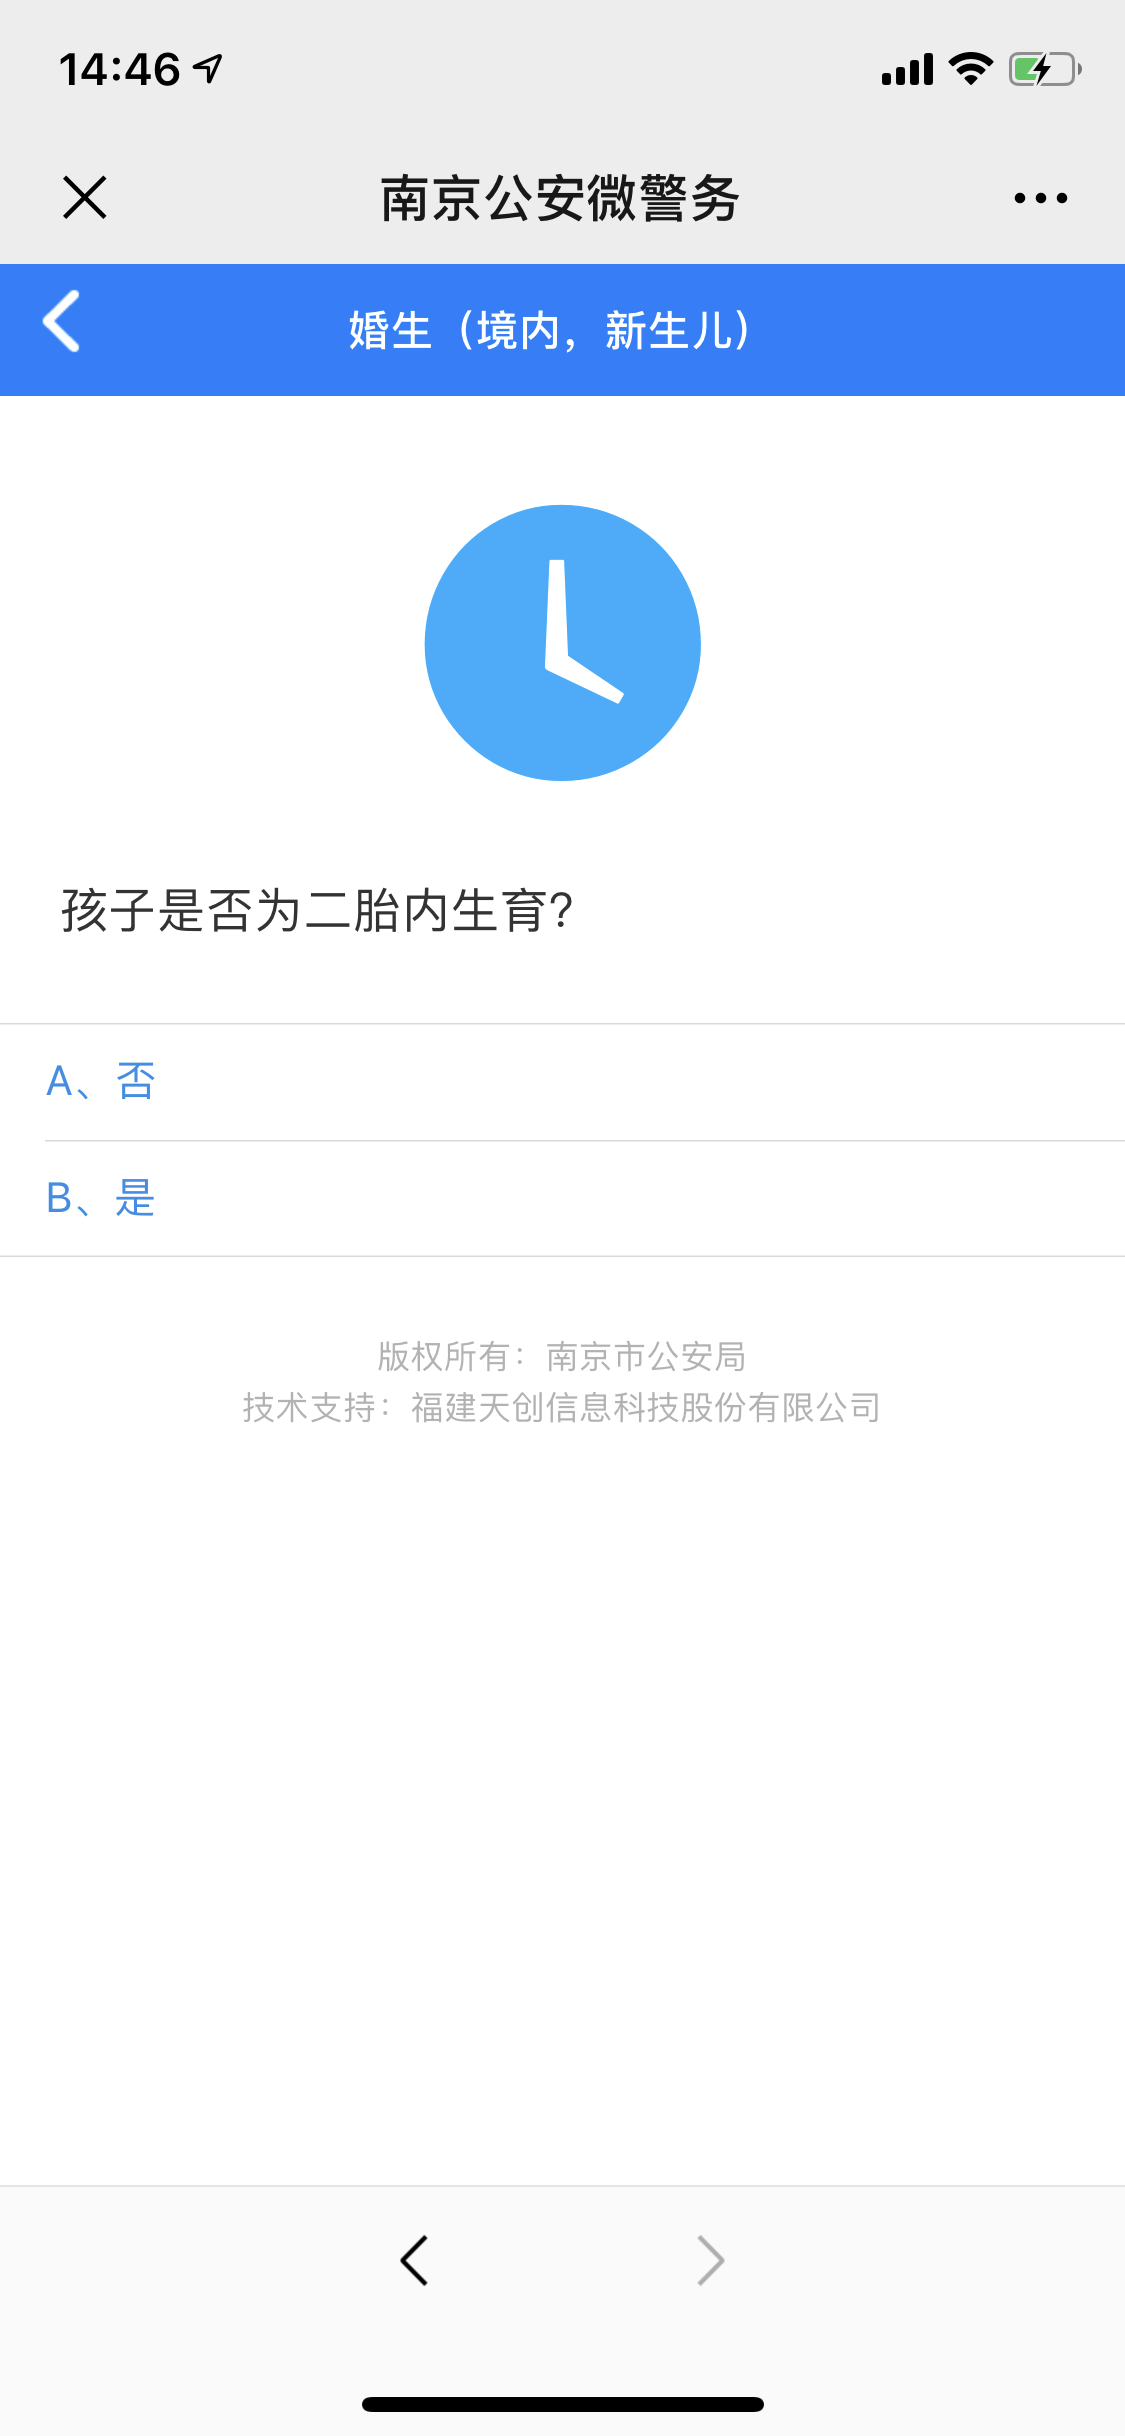 14:46
南京公安微警务
婚生（境内，新生儿）
孩子是否为二胎内生育?
A、否
B、是
版权所有：南京市公安局
技术支持：福建天创信息科技股份有限公司